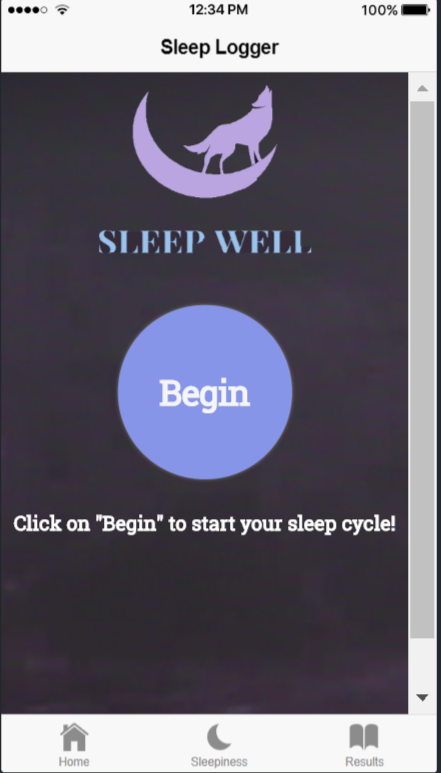 12:34 PM 100%
Sleep Logger
SLEEP WELL
Begin
Click on "Begin" to start your sleep cycle!
Home Sleepiness Results